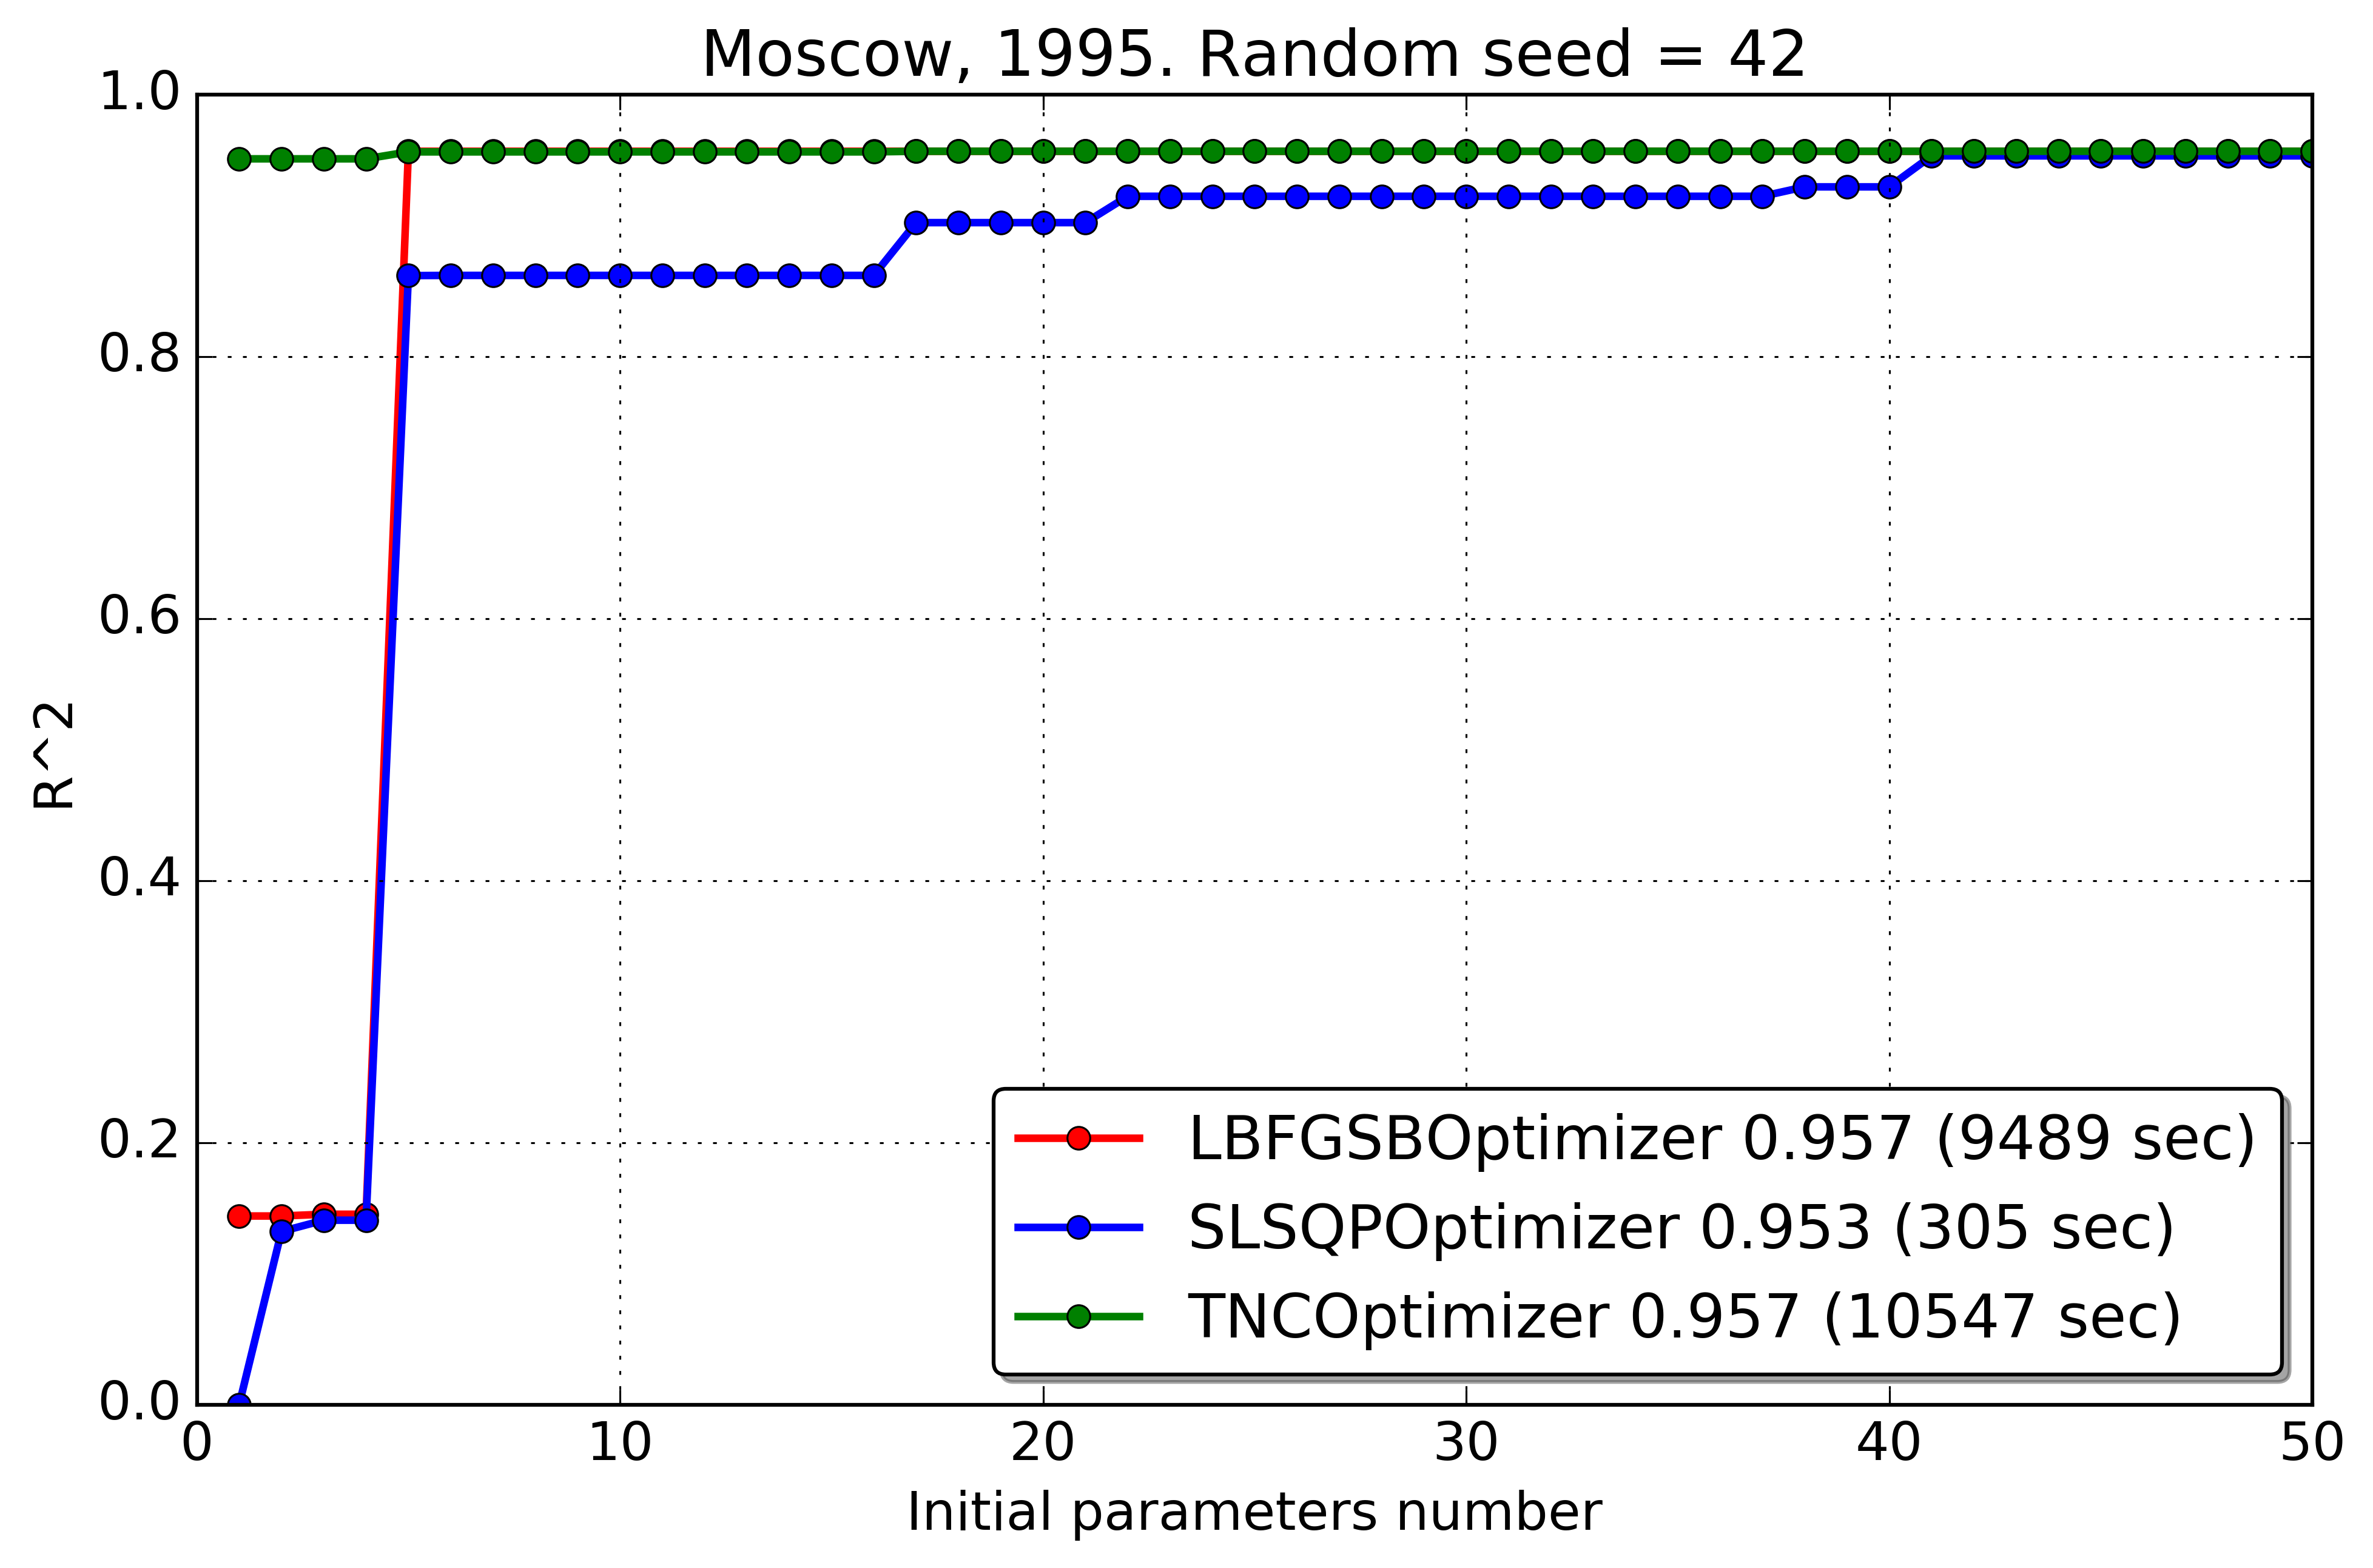 Moscow, 1995. Random seed = 42
1.0
0.8
0.6
0.4
0.2
0.0
R^2
LBFGSBOptimizer 0.957 (9489 sec)
SLSQPOptimizer 0.953 (305 sec)
TNCOptimizer 0.957 (10547 sec)
0 10 20 30 40 50
Initial parameters number